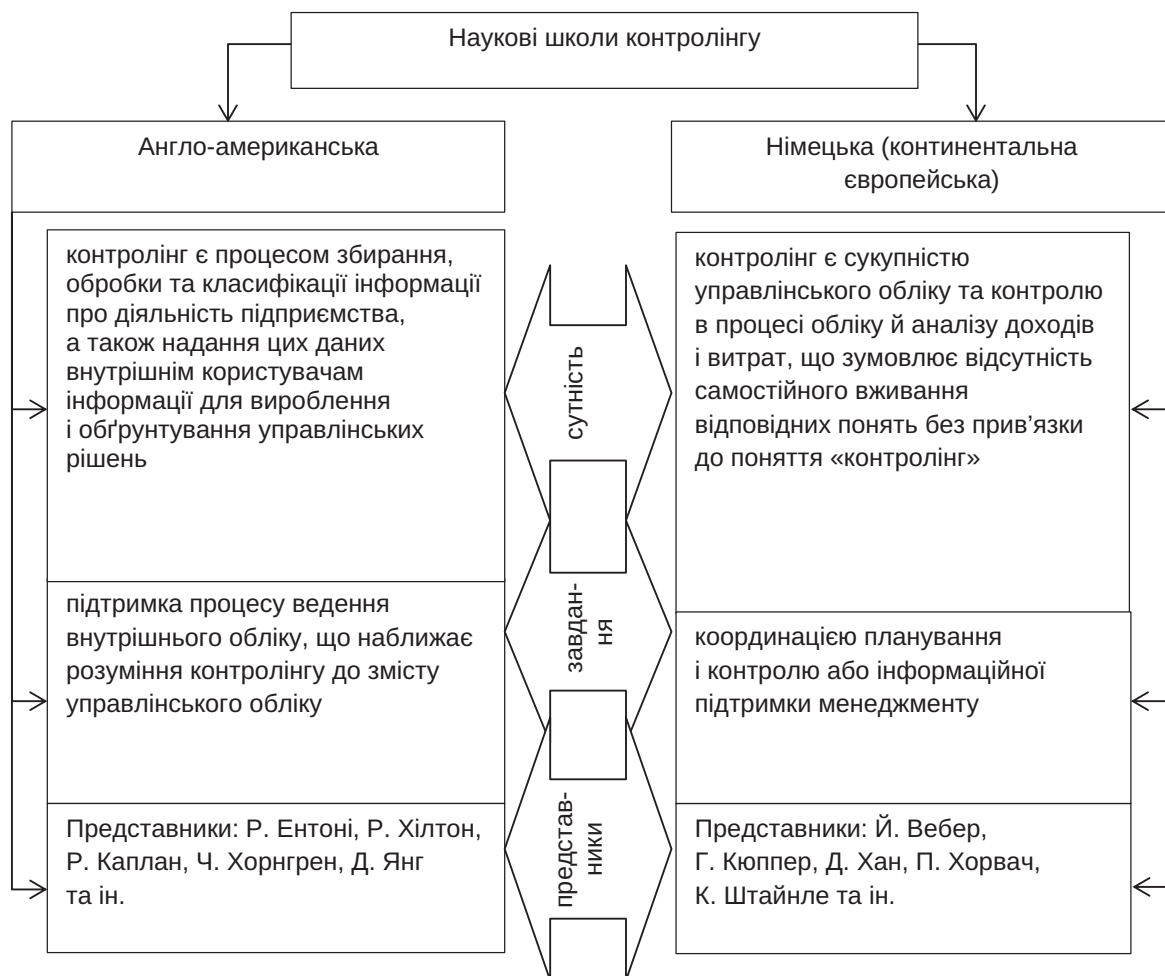 Наукові школи контролінгу
Англо-американська
Німецька (континентальна
європейська)
контролінг є процесом збирання,
обробки та класифікації інформації
про діяльність підприємства,
а також надання цих даних
внутрішнім користувачам
інформації для вироблення
і обґрунтування управлінських
рішень
сутність
контролінг є сукупністю
управлінського обліку та контролю
в процесі обліку й аналізу доходів
і витрат, що зумовлює відсутність
самостійного вживання
відповідних понять без прив’язки
до поняття «контролінг»
підтримка процесу ведення
внутрішнього обліку, що наближає
розуміння контролінгу до змісту
управлінського обліку
завдан-
ня
координацією планування
і контролю або інформаційної
підтримки менеджменту
Представники: Р. Ентоні, Р. Хілтон,
Р. Каплан, Ч. Хорнгрен, Д. Янг
та ін.
представ-
ники
Представники: Й. Вебер,
Г. Кюппер, Д. Хан, П. Хорвач,
К. Штайнле та ін.